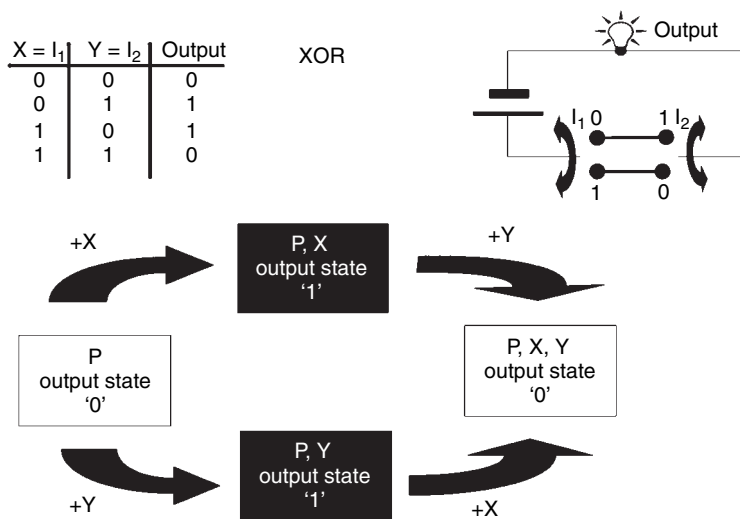 X = I₁ Y = I₂ Output
0 0 0
0 1 1
1 0 1
1 1 0
XOR
Output
I₁ 0 1 I₂
1 0
+X
P, X
output state
‘1’
+Y
P
output state
‘0’
P, X, Y
output state
‘0’
+Y
P, Y
output state
‘1’
+X